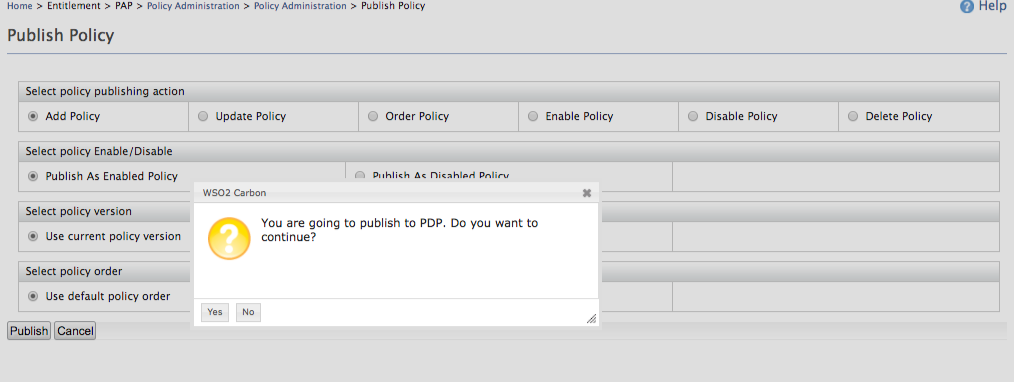 Home > Entitlement > PAP > Policy Administration > Policy Administration > Publish Policy
Help
Publish Policy
Select policy publishing action
Add Policy
Update Policy
Order Policy
Enable Policy
Disable Policy
Delete Policy
Select policy Enable/Disable
Publish As Enabled Policy
Publish As Disabled Policy
WSO2 Carbon
You are going to publish to PDP. Do you want to
continue?
Yes
No
Select policy version
Use current policy version
Select policy order
Use default policy order
Publish
Cancel